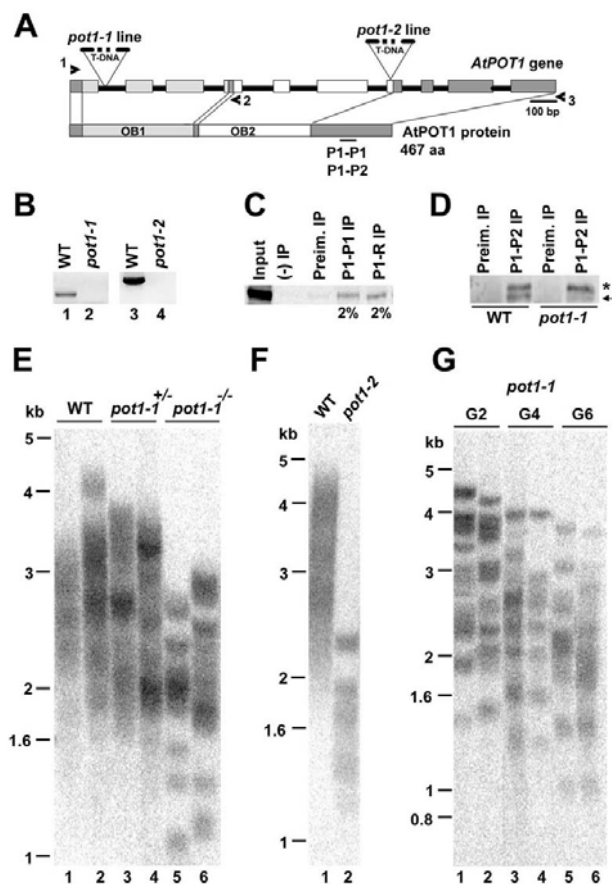 A
pot1-1 line
T-DNA
pot1-2 line
T-DNA
AtPOT1 gene
1
2
3
100 bp
OB1
OB2
AtPOT1 protein
467 aa
P1-P1
P1-P2
B
WT
pot1-1
WT
pot1-2
1 2 3 4
C
Input
(-) IP
Preim. IP
P1-P1 IP
P1-R IP
2% 2%
D
Preim. IP
P1-P2 IP
Preim. IP
P1-P2 IP
*
WT pot1-1
E
kb
WT pot1-1+/- pot1-1-/-
5
4
3
2
1.6
1
1 2 3 4 5 6
F
kb
WT
pot1-2
5
4
3
2
1.6
1
1 2
G
pot1-1
G2 G4 G6
kb
5
4
3
2
1.6
1
0.8
1 2 3 4 5 6